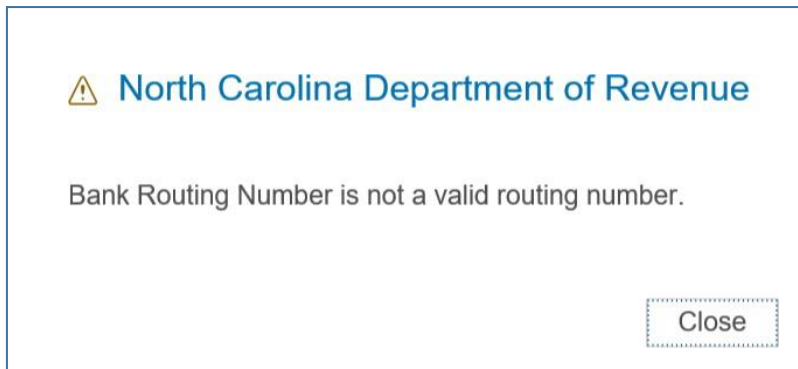 North Carolina Department of Revenue
Bank Routing Number is not a valid routing number.
Close